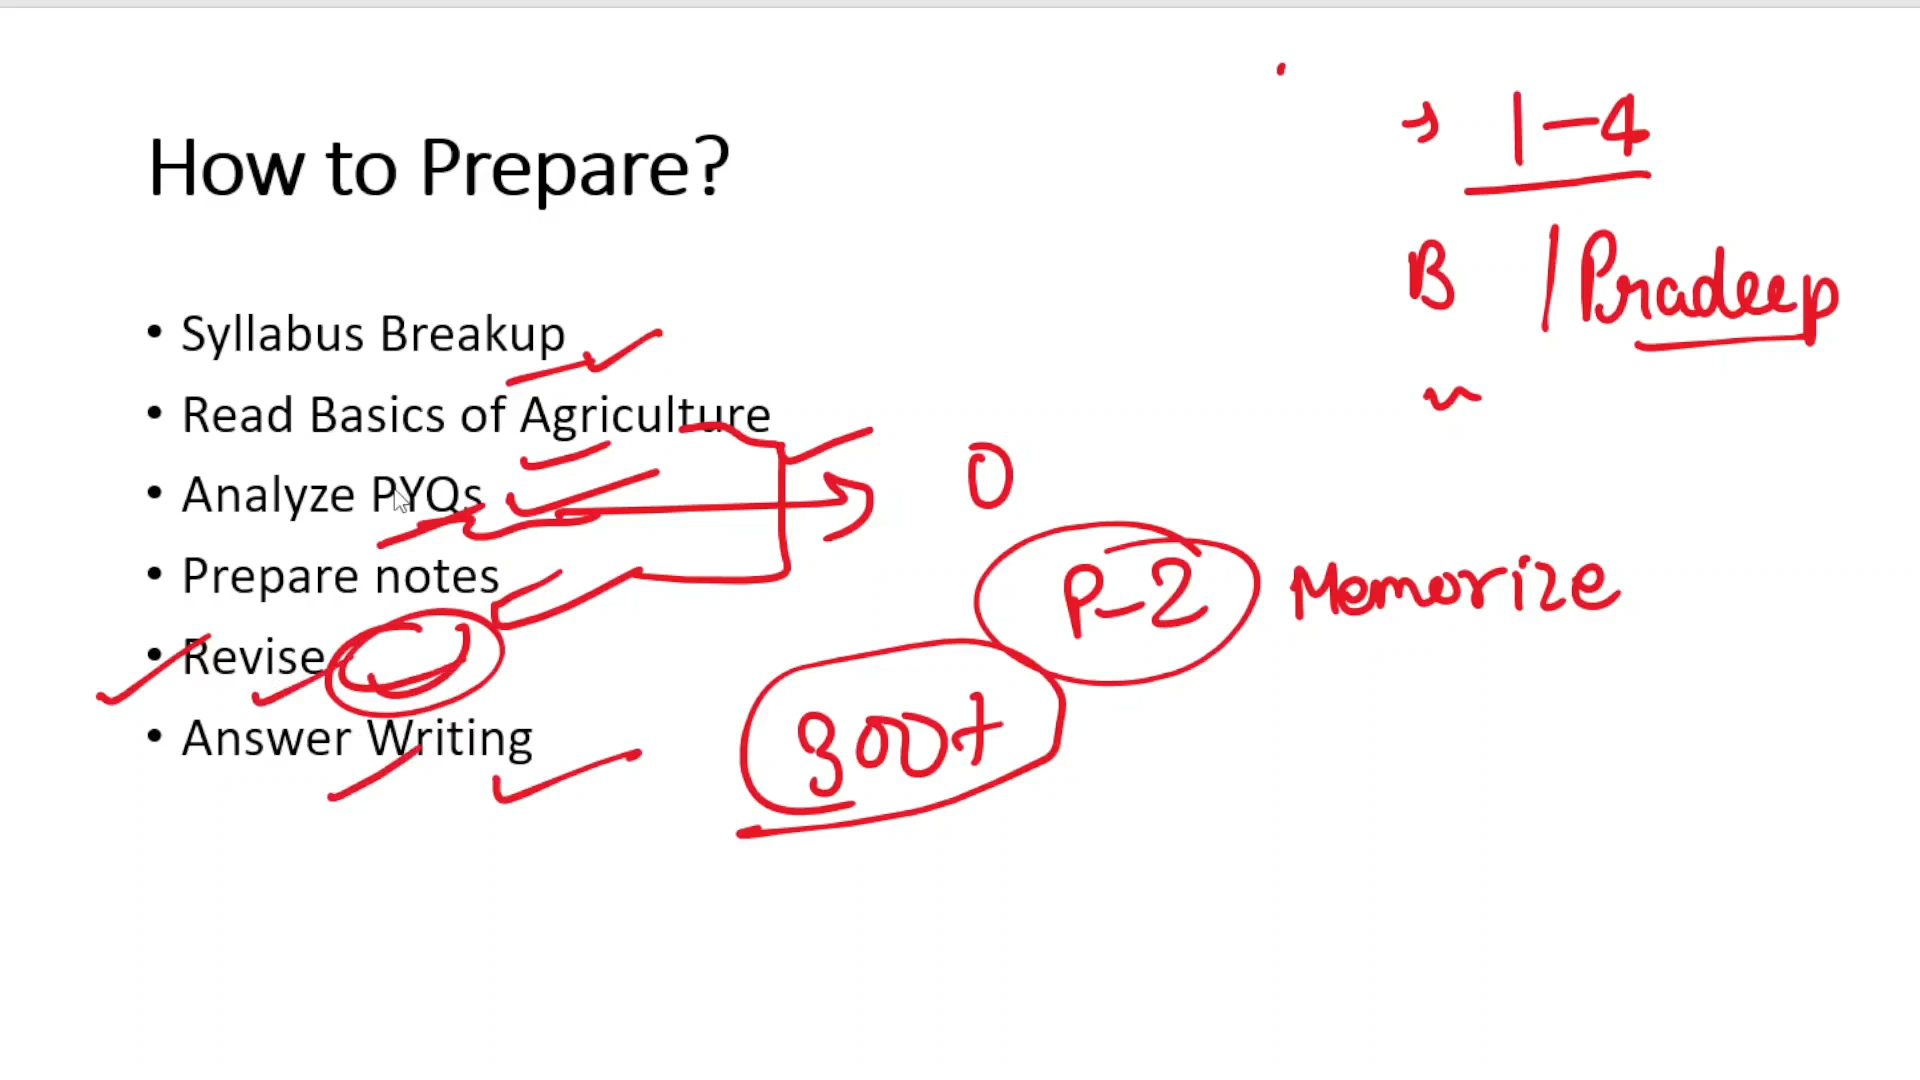 How to Prepare?
1-4
B | Pradeep
• Syllabus Breakup
• Read Basics of Agriculture
• Analyze PYQs
O
• Prepare notes
P-2 Memorize
• Revise
• Answer Writing
300+